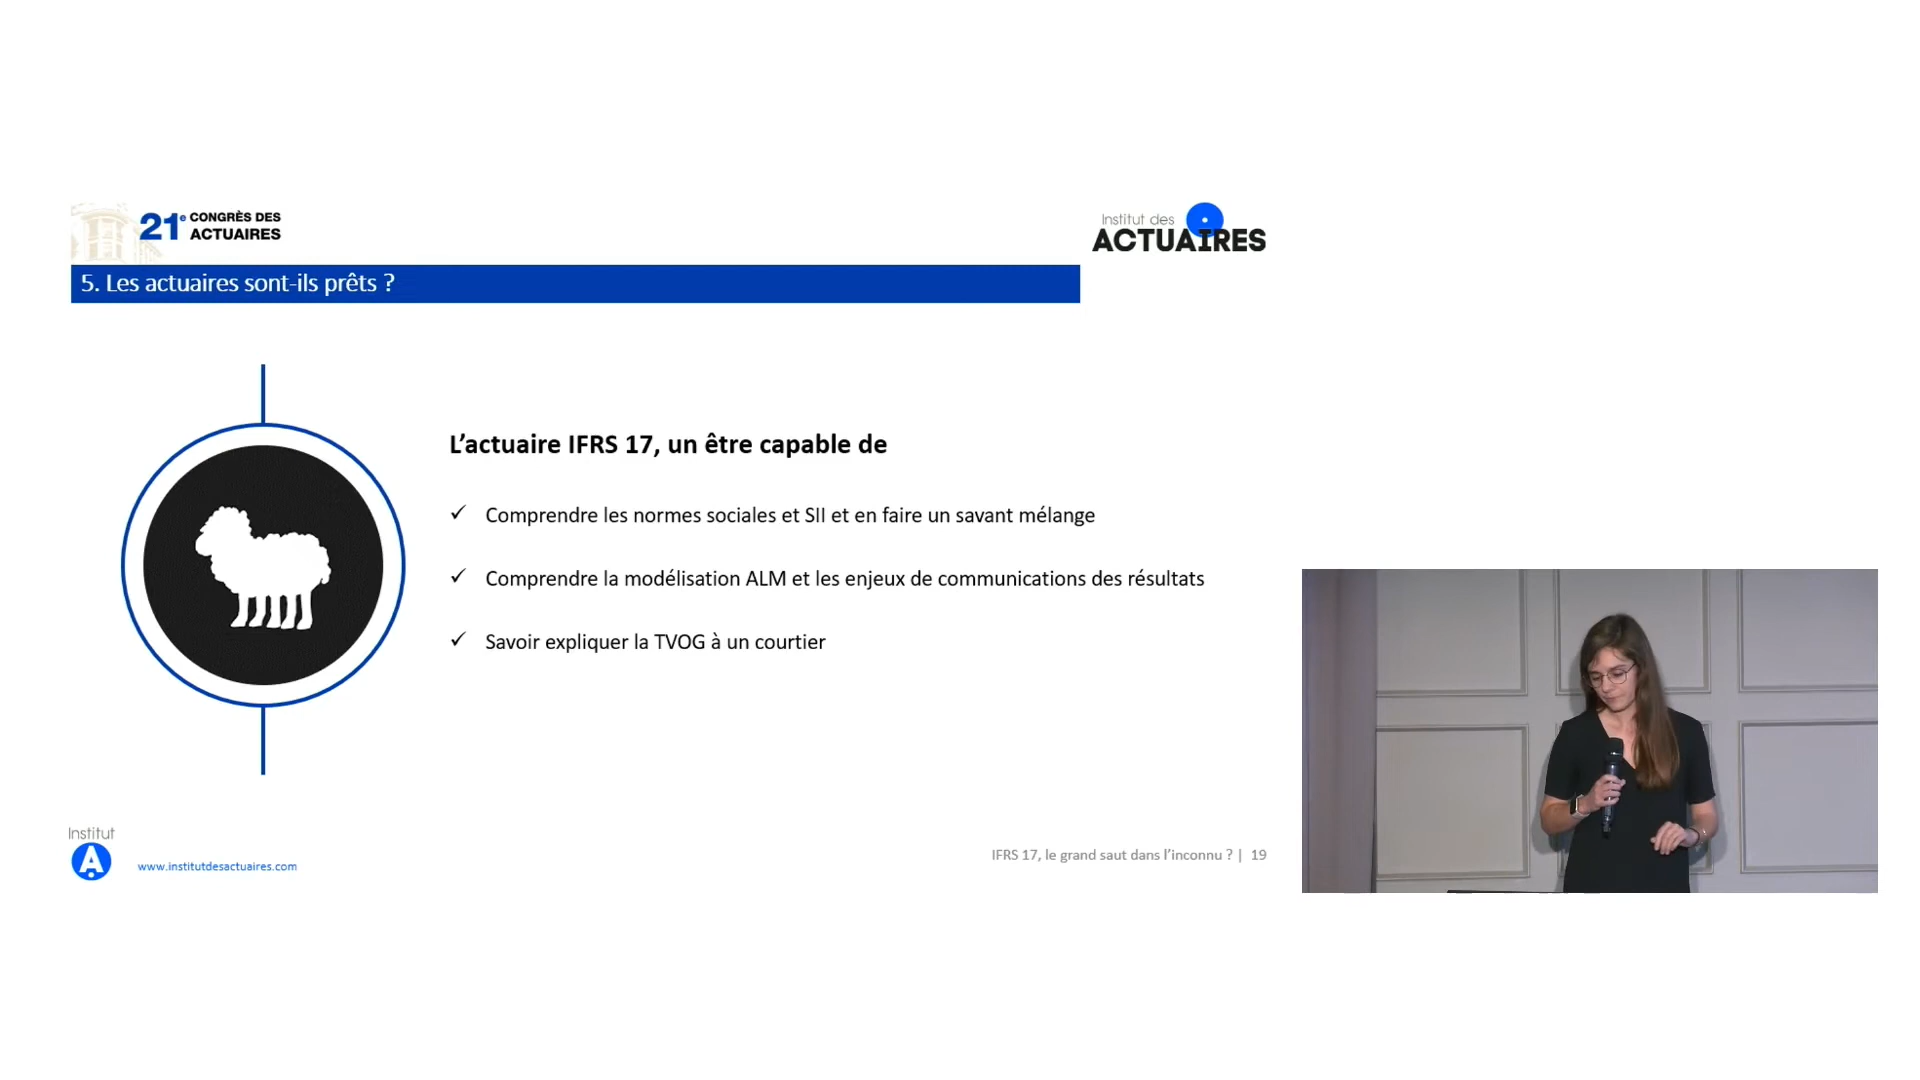 21e CONGRÈS DES
ACTUAIRES
Institut des
ACTUAIRES
5. Les actuaires sont-ils prêts ?
L’actuaire IFRS 17, un être capable de
✓ Comprendre les normes sociales et SII et en faire un savant mélange
✓ Comprendre la modélisation ALM et les enjeux de communications des résultats
✓ Savoir expliquer la TVOG à un courtier
Institut
A
www.institutdesactuaires.com
IFRS 17, le grand saut dans l’inconnu ? | 19